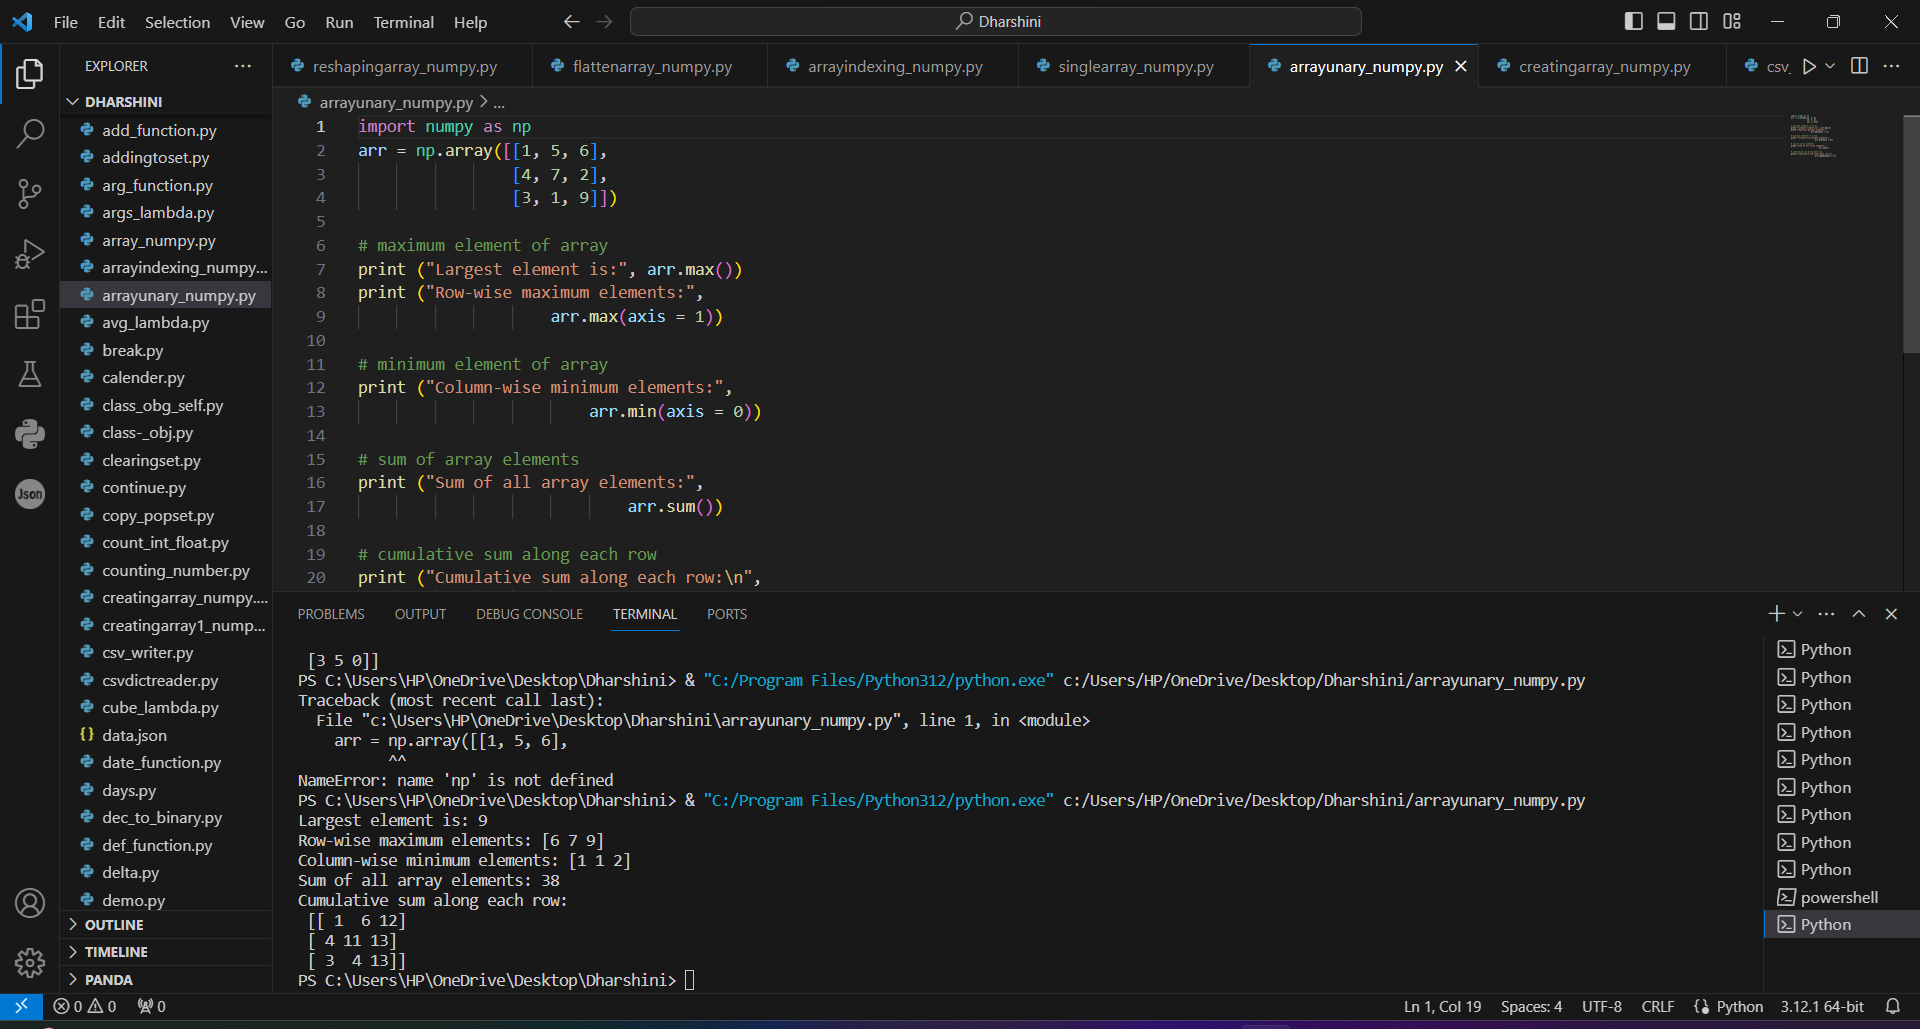 File Edit Selection View Go Run Terminal Help
Dharshini
EXPLORER
DHARSHINI
add_function.py
addingtoset.py
arg_function.py
args_lambda.py
array_numpy.py
arrayindexing_numpy...
arrayunary_numpy.py
avg_lambda.py
break.py
calender.py
class_obg_self.py
class-_obj.py
clearingset.py
continue.py
copy_popset.py
count_int_float.py
counting_number.py
creatingarray_numpy....
creatingarray1_nump...
csv_writer.py
csvdictreader.py
cube_lambda.py
data.json
date_function.py
days.py
dec_to_binary.py
def_function.py
delta.py
demo.py
OUTLINE
TIMELINE
PANDA
Json
reshapingarray_numpy.py flattenarray_numpy.py arrayindexing_numpy.py singlearray_numpy.py arrayunary_numpy.py creatingarray_numpy.py csv_
arrayunary_numpy.py > ...
1 import numpy as np
2 arr = np.array([[1, 5, 6],
3 [4, 7, 2],
4 [3, 1, 9]])
5
6 # maximum element of array
7 print ("Largest element is:", arr.max())
8 print ("Row-wise maximum elements:",
9 arr.max(axis = 1))
10
11 # minimum element of array
12 print ("Column-wise minimum elements:",
13 arr.min(axis = 0))
14
15 # sum of array elements
16 print ("Sum of all array elements:",
17 arr.sum())
18
19 # cumulative sum along each row
20 print ("Cumulative sum along each row:\n",
PROBLEMS OUTPUT DEBUG CONSOLE TERMINAL PORTS
[3 5 0]]
PS C:\Users\HP\OneDrive\Desktop\Dharshini> & "C:/Program Files/Python312/python.exe" c:/Users/HP/OneDrive/Desktop/Dharshini/arrayunary_numpy.py
Traceback (most recent call last):
File "c:\Users\HP\OneDrive\Desktop\Dharshini\arrayunary_numpy.py", line 1, in <module>
arr = np.array([[1, 5, 6],
^^
NameError: name 'np' is not defined
PS C:\Users\HP\OneDrive\Desktop\Dharshini> & "C:/Program Files/Python312/python.exe" c:/Users/HP/OneDrive/Desktop/Dharshini/arrayunary_numpy.py
Largest element is: 9
Row-wise maximum elements: [6 7 9]
Column-wise minimum elements: [1 1 2]
Sum of all array elements: 38
Cumulative sum along each row:
[[ 1 6 12]
[ 4 11 13]
[ 3 4 13]]
PS C:\Users\HP\OneDrive\Desktop\Dharshini>
Python
Python
Python
Python
Python
Python
Python
Python
Python
powershell
Python
0 0 0 Ln 1, Col 19 Spaces: 4 UTF-8 CRLF Python 3.12.1 64-bit